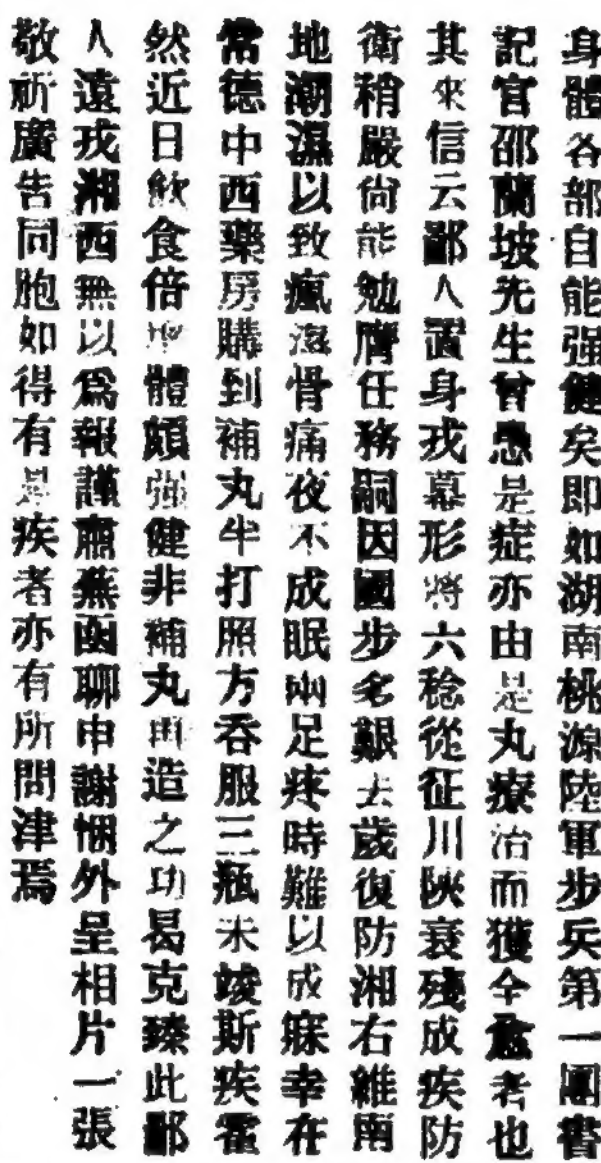 身體各部自能强健矣即如湖南桃源陸軍步兵第一團書
記官邵蘭坡先生曾患是症亦由是丸療治而獲全愈者也
其來信云鄙人置身戎幕形將六稔從征川陝衰殘成疾防
衛稍嚴尙能勉膺任務嗣因國步多艱去歲復防湘右維南
地潮濕以致瘋溼骨痛夜不成眠兩足疼時難以成寐幸在
常德中西藥房購到補丸半打照方吞服三瓶未竣斯疾霍
然近日飲食倍增體頗强健非補丸再造之功曷克臻此鄙
人遠戎湘西無以爲報謹肅蕪函聊申謝悃外呈相片一張
敬祈廣告同胞如得有是疾者亦有所問津焉